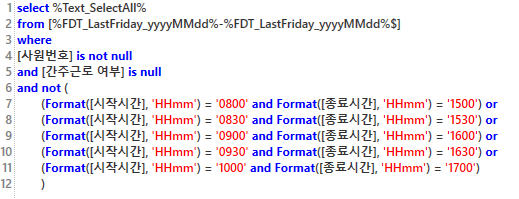 1 select %Text_SelectAll%
2 from [%FDT_LastFriday_yyyyMMdd%-%FDT_LastFriday_yyyyMMdd%$]
3 where
4 [사원번호] is not null
5 and [간주근로 여부] is null
6 and not (
7 (Format([시작시간], 'HHmm') = '0800' and Format([종료시간], 'HHmm') = '1500') or
8 (Format([시작시간], 'HHmm') = '0830' and Format([종료시간], 'HHmm') = '1530') or
9 (Format([시작시간], 'HHmm') = '0900' and Format([종료시간], 'HHmm') = '1600') or
10 (Format([시작시간], 'HHmm') = '0930' and Format([종료시간], 'HHmm') = '1630') or
11 (Format([시작시간], 'HHmm') = '1000' and Format([종료시간], 'HHmm') = '1700')
12 )